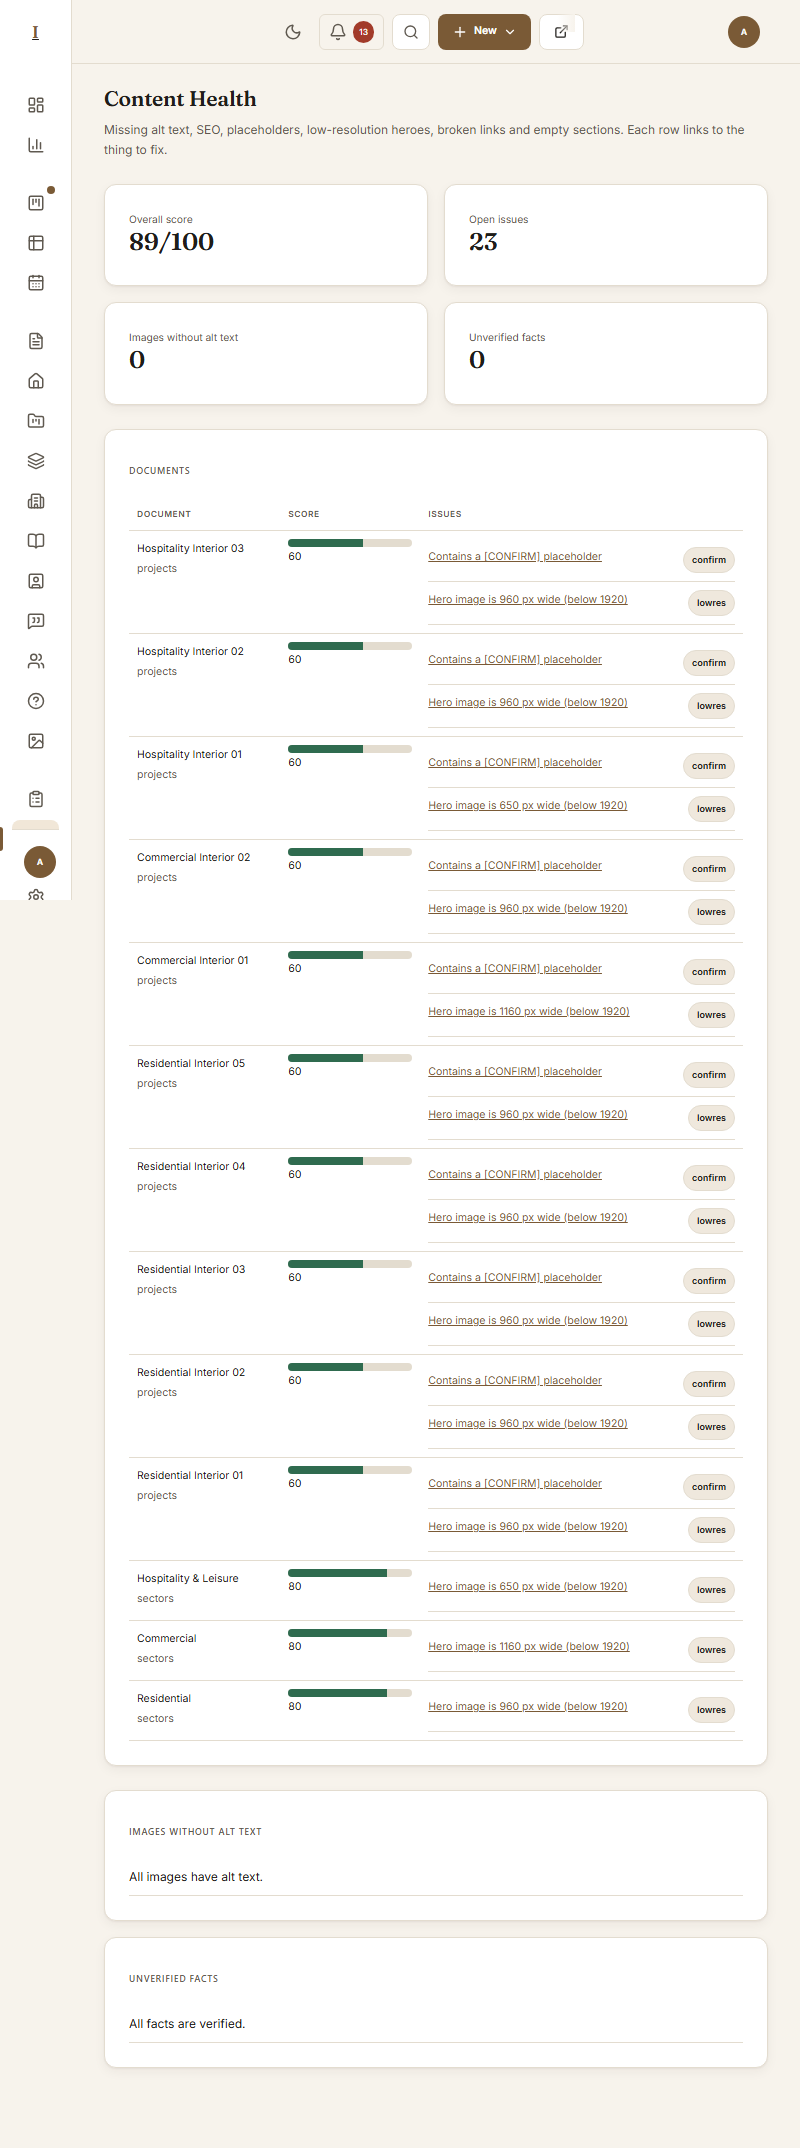 I
13
New
A
Content Health
Missing alt text, SEO, placeholders, low-resolution heroes, broken links and empty sections. Each row links to the
thing to fix.
Overall score
89/100
Open issues
23
Images without alt text
0
Unverified facts
0
DOCUMENTS
DOCUMENT SCORE ISSUES
Hospitality Interior 03
projects
60
Contains a [CONFIRM] placeholder confirm
Hero image is 960 px wide (below 1920) lowres
Hospitality Interior 02
projects
60
Contains a [CONFIRM] placeholder confirm
Hero image is 960 px wide (below 1920) lowres
Hospitality Interior 01
projects
60
Contains a [CONFIRM] placeholder confirm
Hero image is 650 px wide (below 1920) lowres
Commercial Interior 02
projects
60
Contains a [CONFIRM] placeholder confirm
Hero image is 960 px wide (below 1920) lowres
Commercial Interior 01
projects
60
Contains a [CONFIRM] placeholder confirm
Hero image is 1160 px wide (below 1920) lowres
Residential Interior 05
projects
60
Contains a [CONFIRM] placeholder confirm
Hero image is 960 px wide (below 1920) lowres
Residential Interior 04
projects
60
Contains a [CONFIRM] placeholder confirm
Hero image is 960 px wide (below 1920) lowres
Residential Interior 03
projects
60
Contains a [CONFIRM] placeholder confirm
Hero image is 960 px wide (below 1920) lowres
Residential Interior 02
projects
60
Contains a [CONFIRM] placeholder confirm
Hero image is 960 px wide (below 1920) lowres
Residential Interior 01
projects
60
Contains a [CONFIRM] placeholder confirm
Hero image is 960 px wide (below 1920) lowres
Hospitality & Leisure
sectors
80
Hero image is 650 px wide (below 1920) lowres
Commercial
sectors
80
Hero image is 1160 px wide (below 1920) lowres
Residential
sectors
80
Hero image is 960 px wide (below 1920) lowres
A
IMAGES WITHOUT ALT TEXT
All images have alt text.
UNVERIFIED FACTS
All facts are verified.